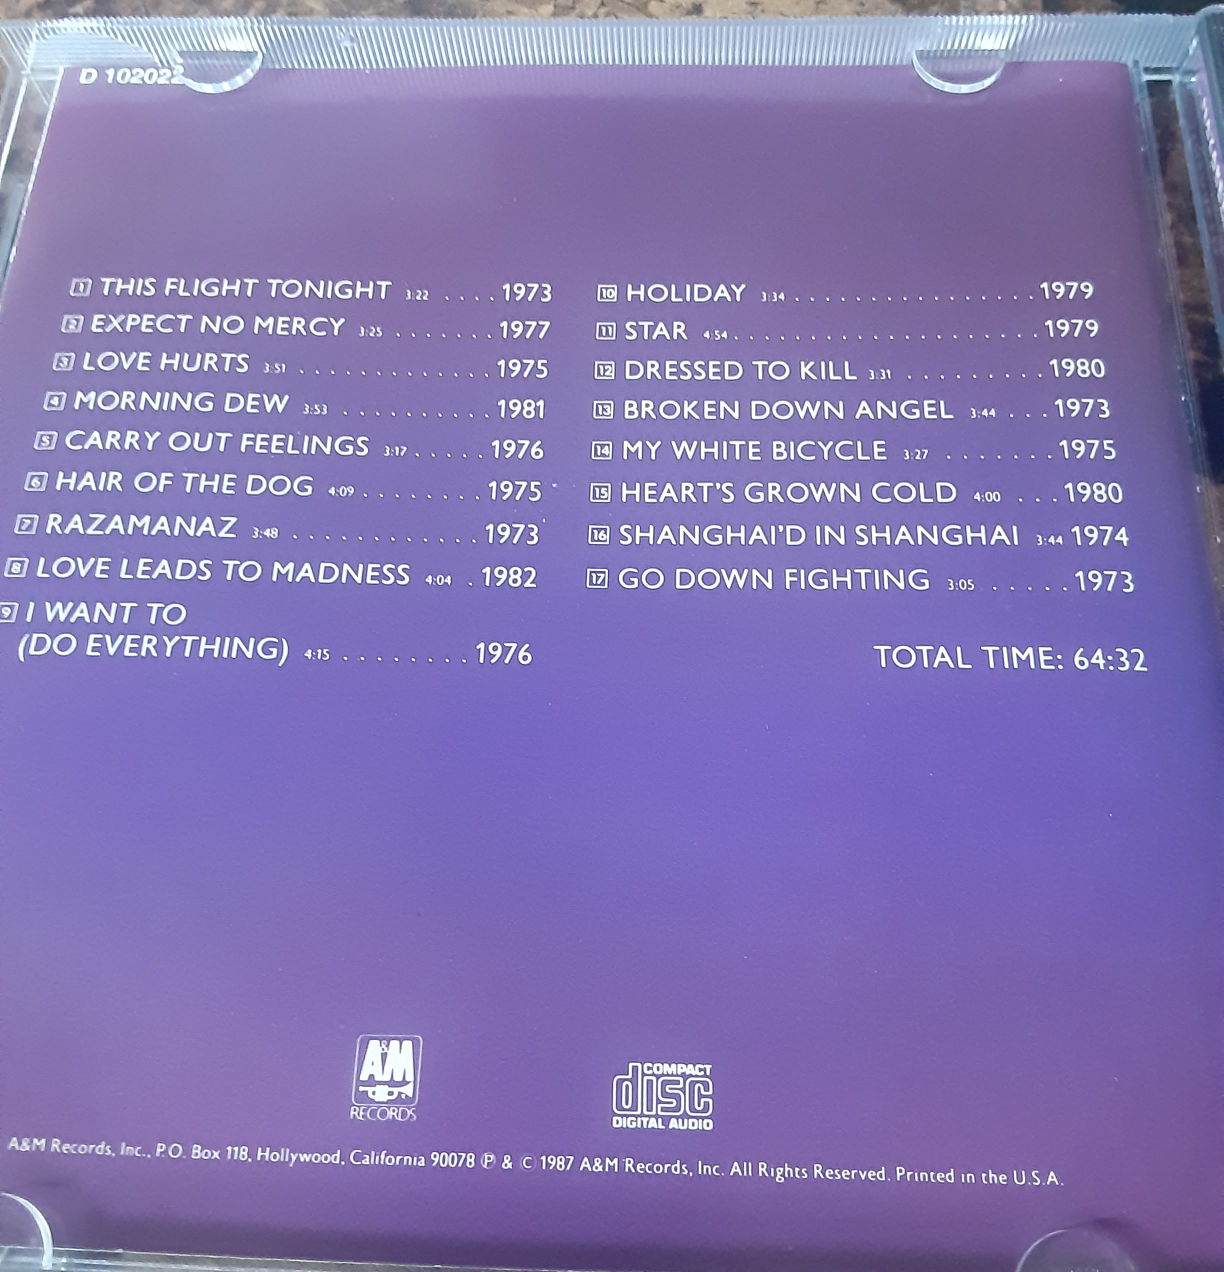 D 102022
1 THIS FLIGHT TONIGHT 3:22 .... 1973
2 EXPECT NO MERCY 3:25 ....... 1977
3 LOVE HURTS 3:51 ............. 1975
4 MORNING DEW 3:53 .......... 1981
5 CARRY OUT FEELINGS 3:17 ..... 1976
6 HAIR OF THE DOG 4:09 ........ 1975
7 RAZAMANAZ 3:48 ............ 1973
8 LOVE LEADS TO MADNESS 4:04 . 1982
9 I WANT TO
(DO EVERYTHING) 4:15 ........ 1976
10 HOLIDAY 3:34 ................ 1979
11 STAR 4:54 .................... 1979
12 DRESSED TO KILL 3:31 ......... 1980
13 BROKEN DOWN ANGEL 3:44 ... 1973
14 MY WHITE BICYCLE 3:27 ....... 1975
15 HEART'S GROWN COLD 4:00 ... 1980
16 SHANGHAI'D IN SHANGHAI 3:44 1974
17 GO DOWN FIGHTING 3:05 ..... 1973
TOTAL TIME: 64:32
A&M
RECORDS
COMPACT
disc
DIGITAL AUDIO
A&M Records, Inc., P.O. Box 118, Hollywood, California 90078 ℗ & © 1987 A&M Records, Inc. All Rights Reserved. Printed in the U.S.A.